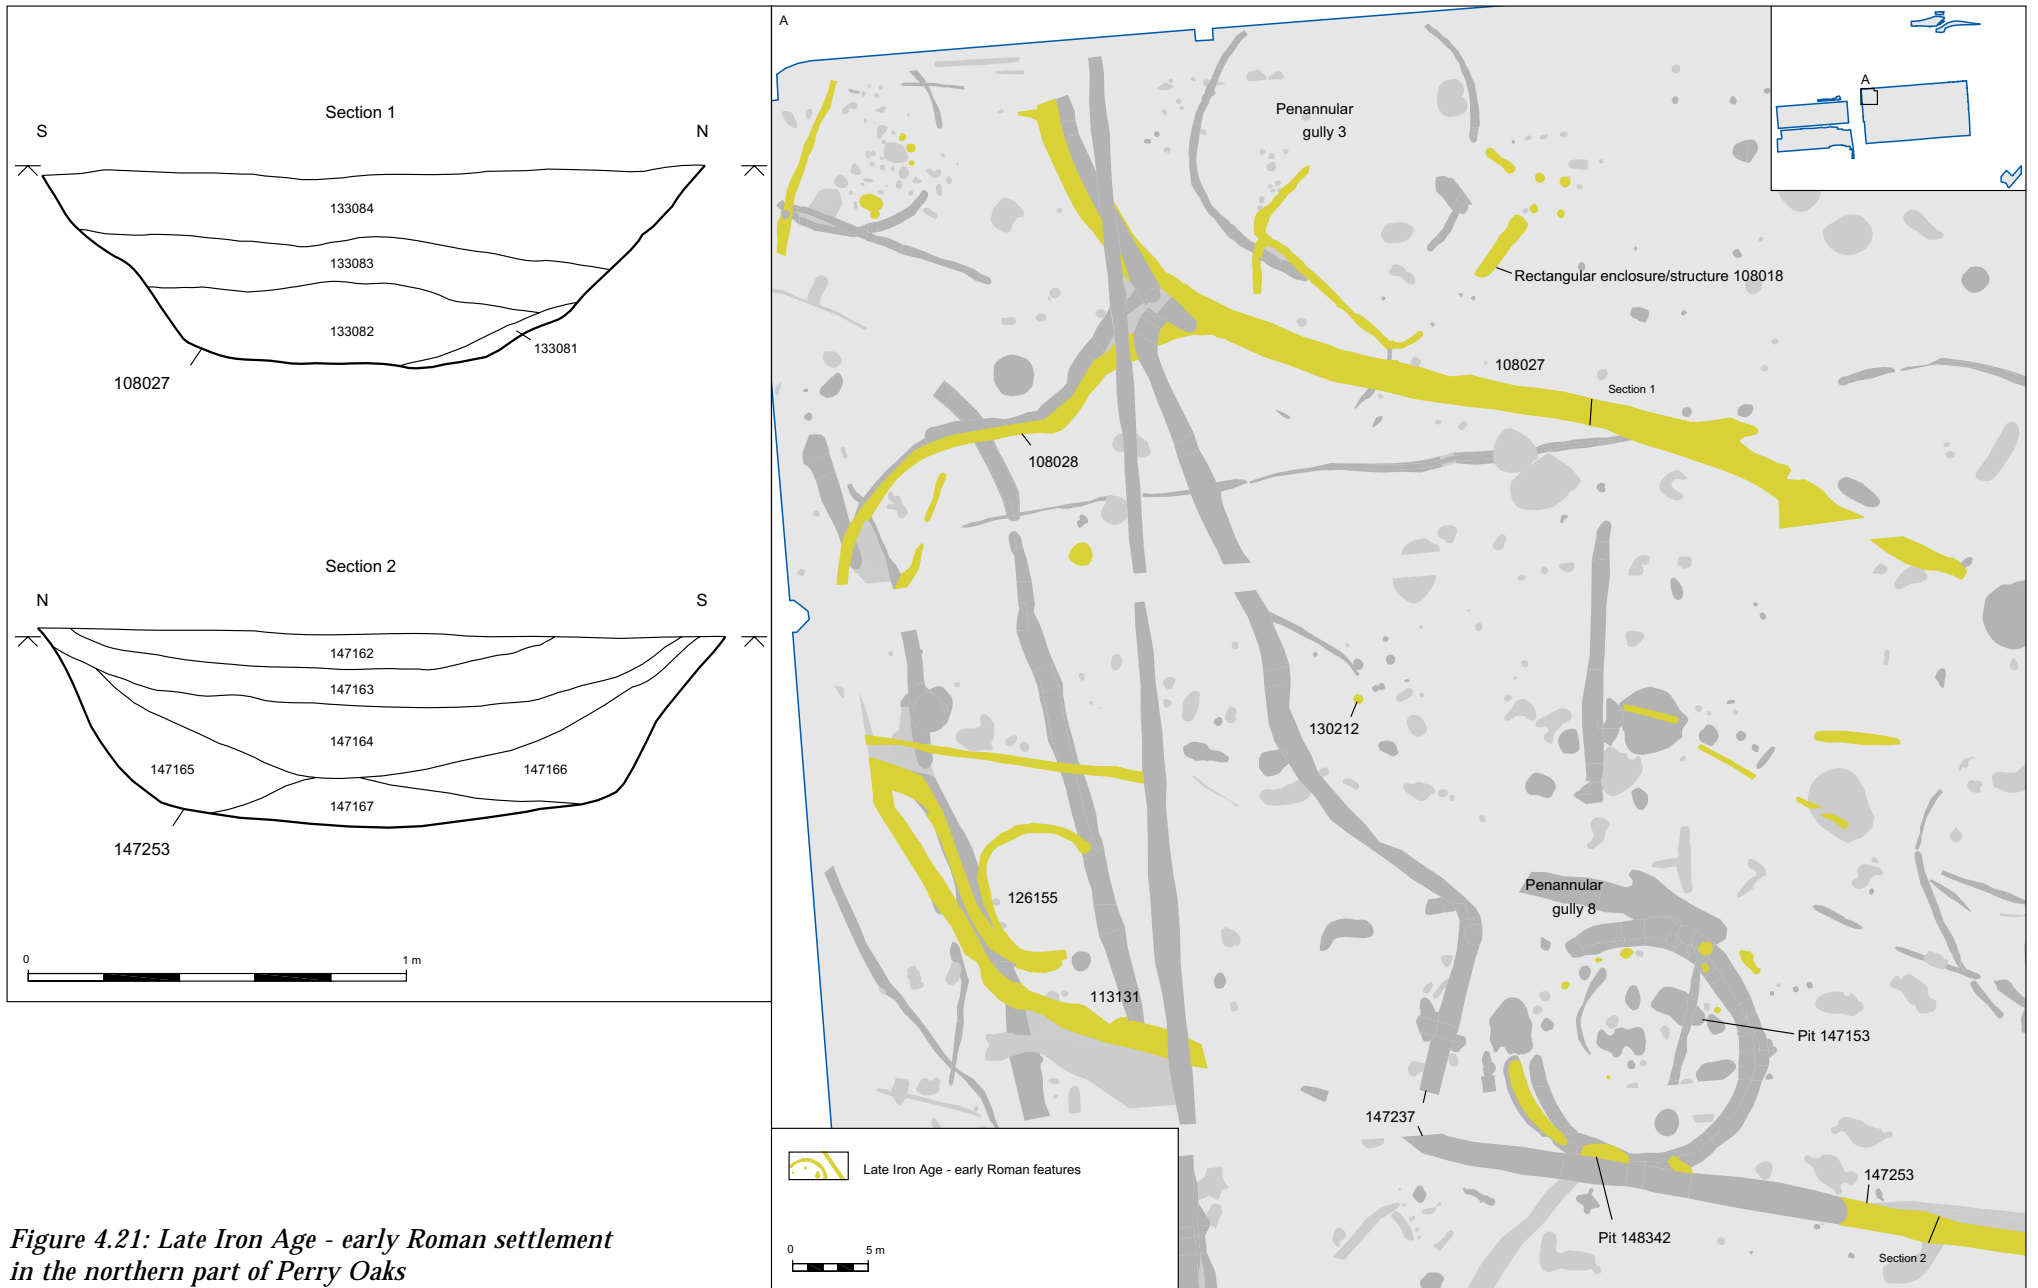 Section 1
S
N
133084
133083
133082
133081
108027
Section 2
N
S
147162
147163
147164
147165
147166
147167
147253
0
1 m
Figure 4.21: Late Iron Age - early Roman settlement
in the northern part of Perry Oaks
A
A
Penannular
gully 3
Rectangular enclosure/structure 108018
108027
Section 1
108028
130212
126155
113131
Penannular
gully 8
Pit 147153
147237
147253
Pit 148342
Section 2
Late Iron Age - early Roman features
0
5 m